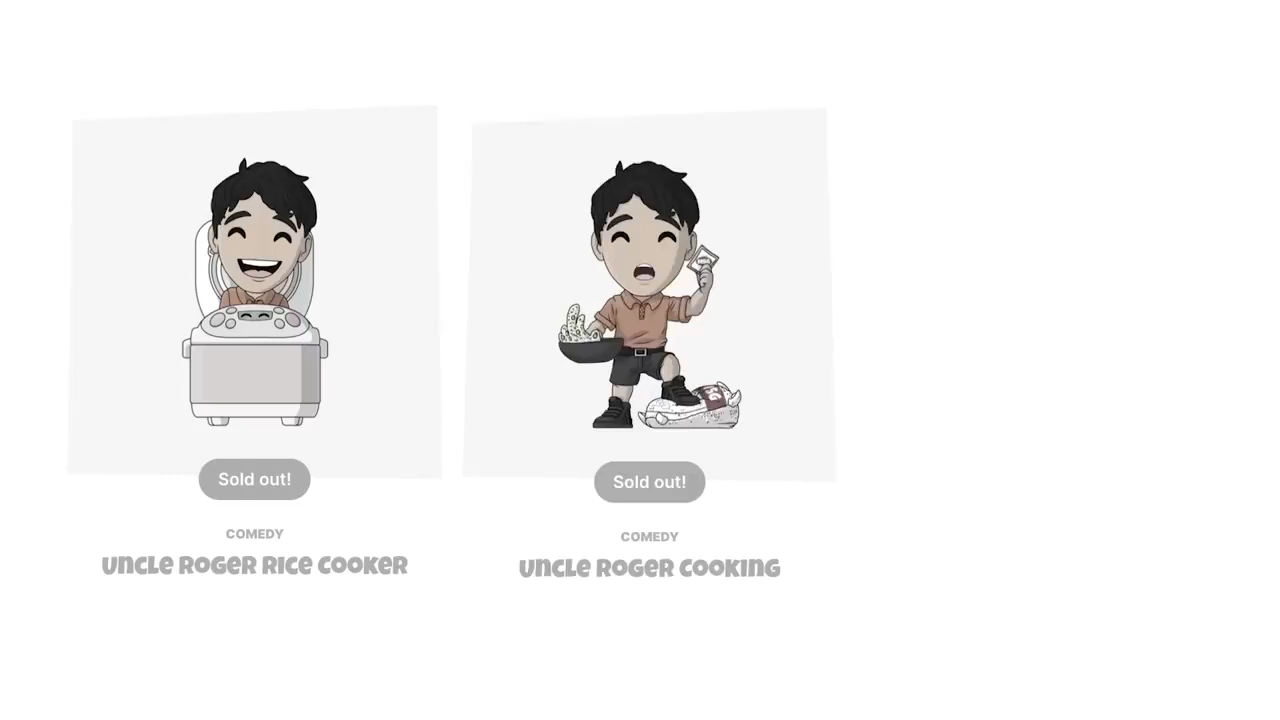 Sold out!
COMEDY
UNCLE ROGER RICE COOKER
Sold out!
COMEDY
UNCLE ROGER COOKING